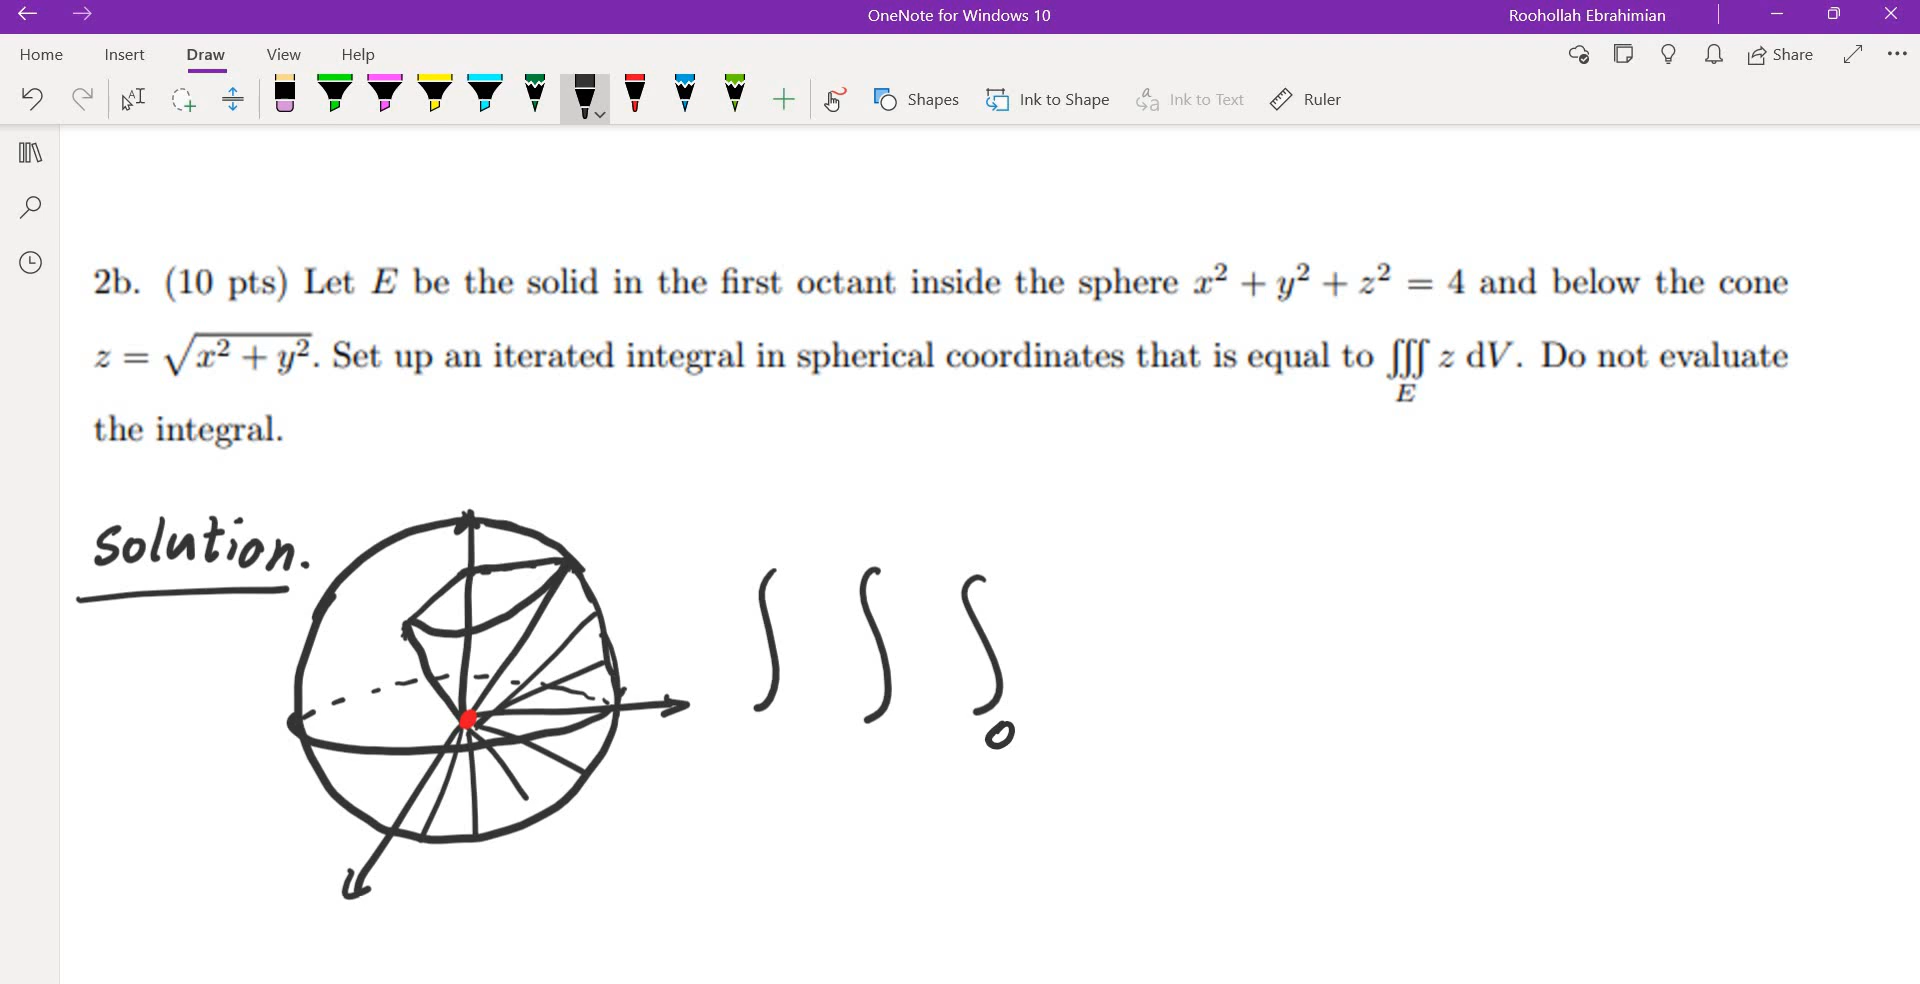 OneNote for Windows 10
Roohollah Ebrahimian
Home Insert Draw View Help
Share
Shapes Ink to Shape Ink to Text Ruler
2b. (10 pts) Let E be the solid in the first octant inside the sphere x² + y² + z² = 4 and below the cone
z = √(x² + y²). Set up an iterated integral in spherical coordinates that is equal to ∭ z dV. Do not evaluate
E
the integral.
Solution.
∫ ∫ ∫
0